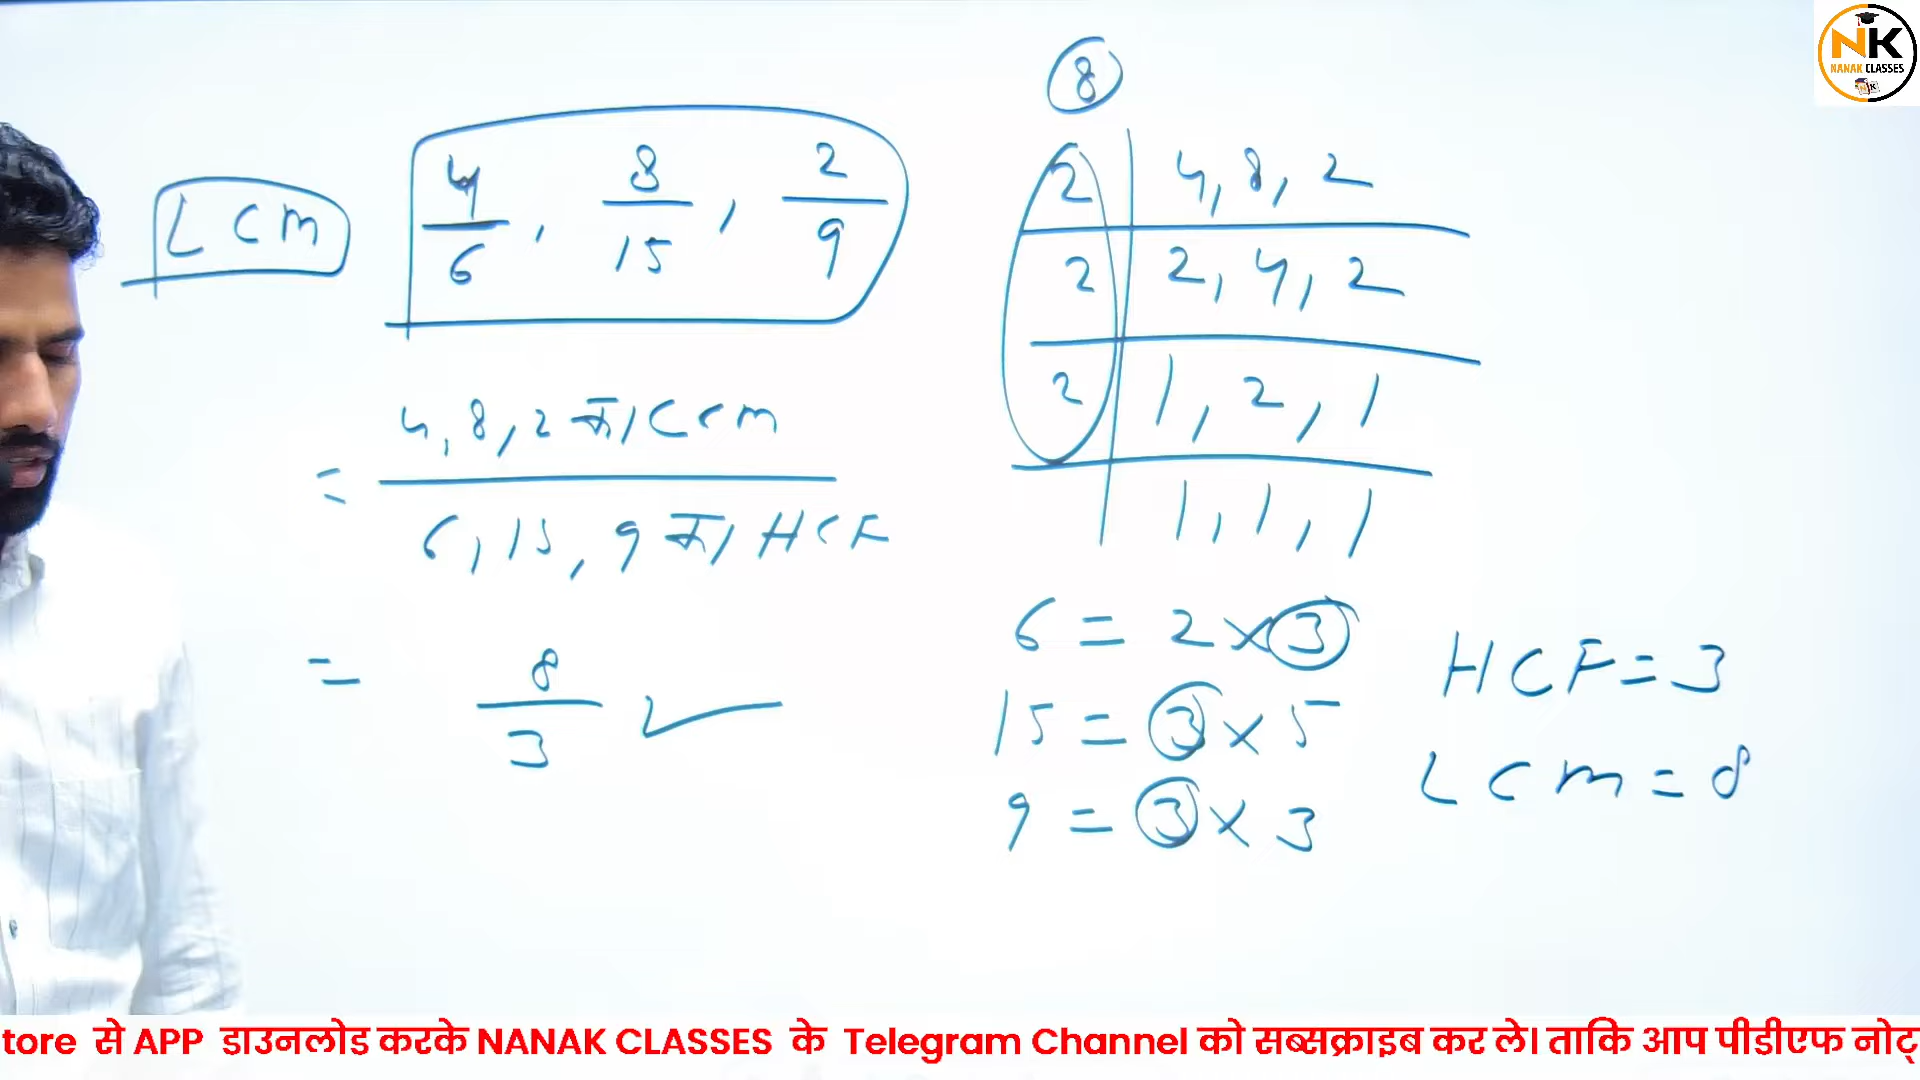 NK
NANAK CLASSES
LCM
4/6, 8/15, 2/9
= 4, 8, 2 का LCM / 6, 15, 9 का HCF
= 8/3 ✓
8
2 | 4, 8, 2
2 | 2, 4, 2
2 | 1, 2, 1
1, 1, 1
6 = 2 × 3
15 = 3 × 5
9 = 3 × 3
HCF = 3
LCM = 8
tore से APP डाउनलोड करके NANAK CLASSES के Telegram Channel को सब्सक्राइब कर ले। ताकि आप पीडीएफ नोट्